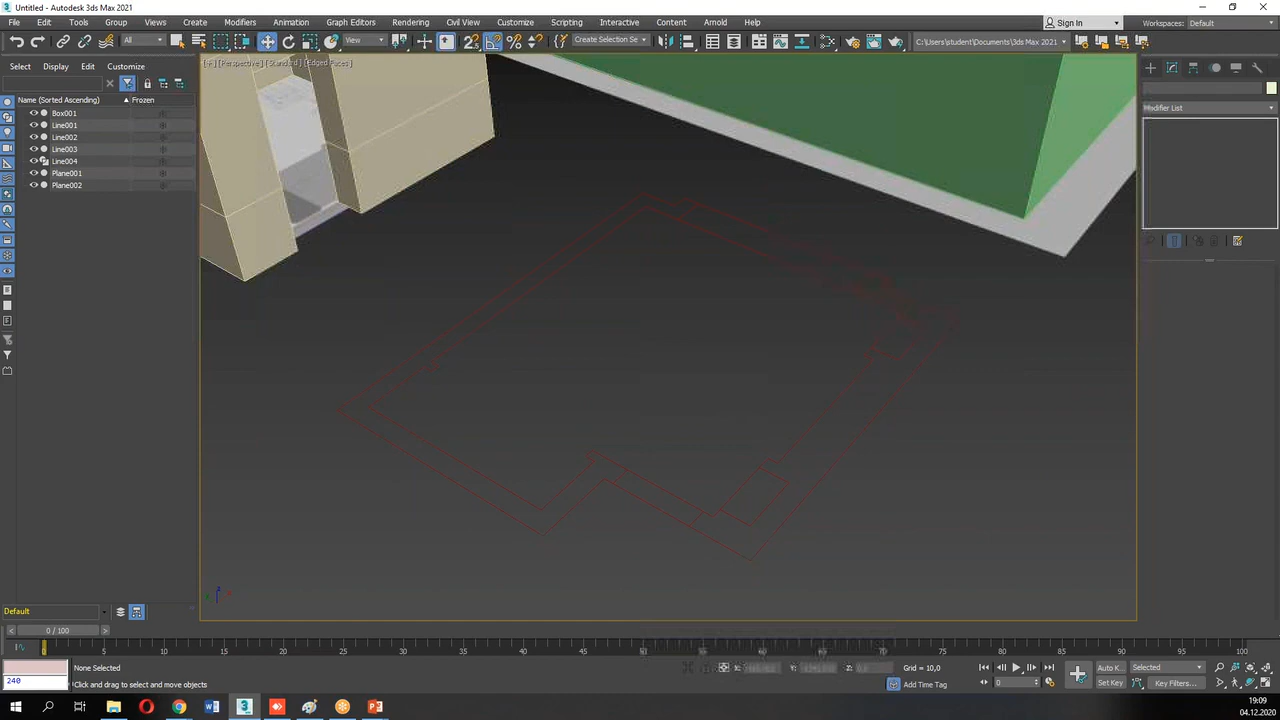 Untitled - Autodesk 3ds Max 2021
File Edit Tools Group Views Create Modifiers Animation Graph Editors Rendering Civil View Customize Scripting Interactive Content Arnold Help
Sign In Workspaces: Default
All View Create Selection Se C:\Users\student\Documents\3ds Max 2021
Select Display Edit Customize
[+] [Perspective] [Standard] [Edged Faces]
Name (Sorted Ascending) Frozen
Box001
Line001
Line002
Line003
Line004
Plane001
Plane002
Modifier List
Default
0 / 100
0 5 10 15 20 25 30 35 40 45 50 55 60 65 70 75 80 85 90 95 100
None Selected
X: Y: Z: Grid = 10,0
Auto K Selected
240
Click and drag to select and move objects
Add Time Tag
0
Set Key Key Filters...
19:09
04.12.2020